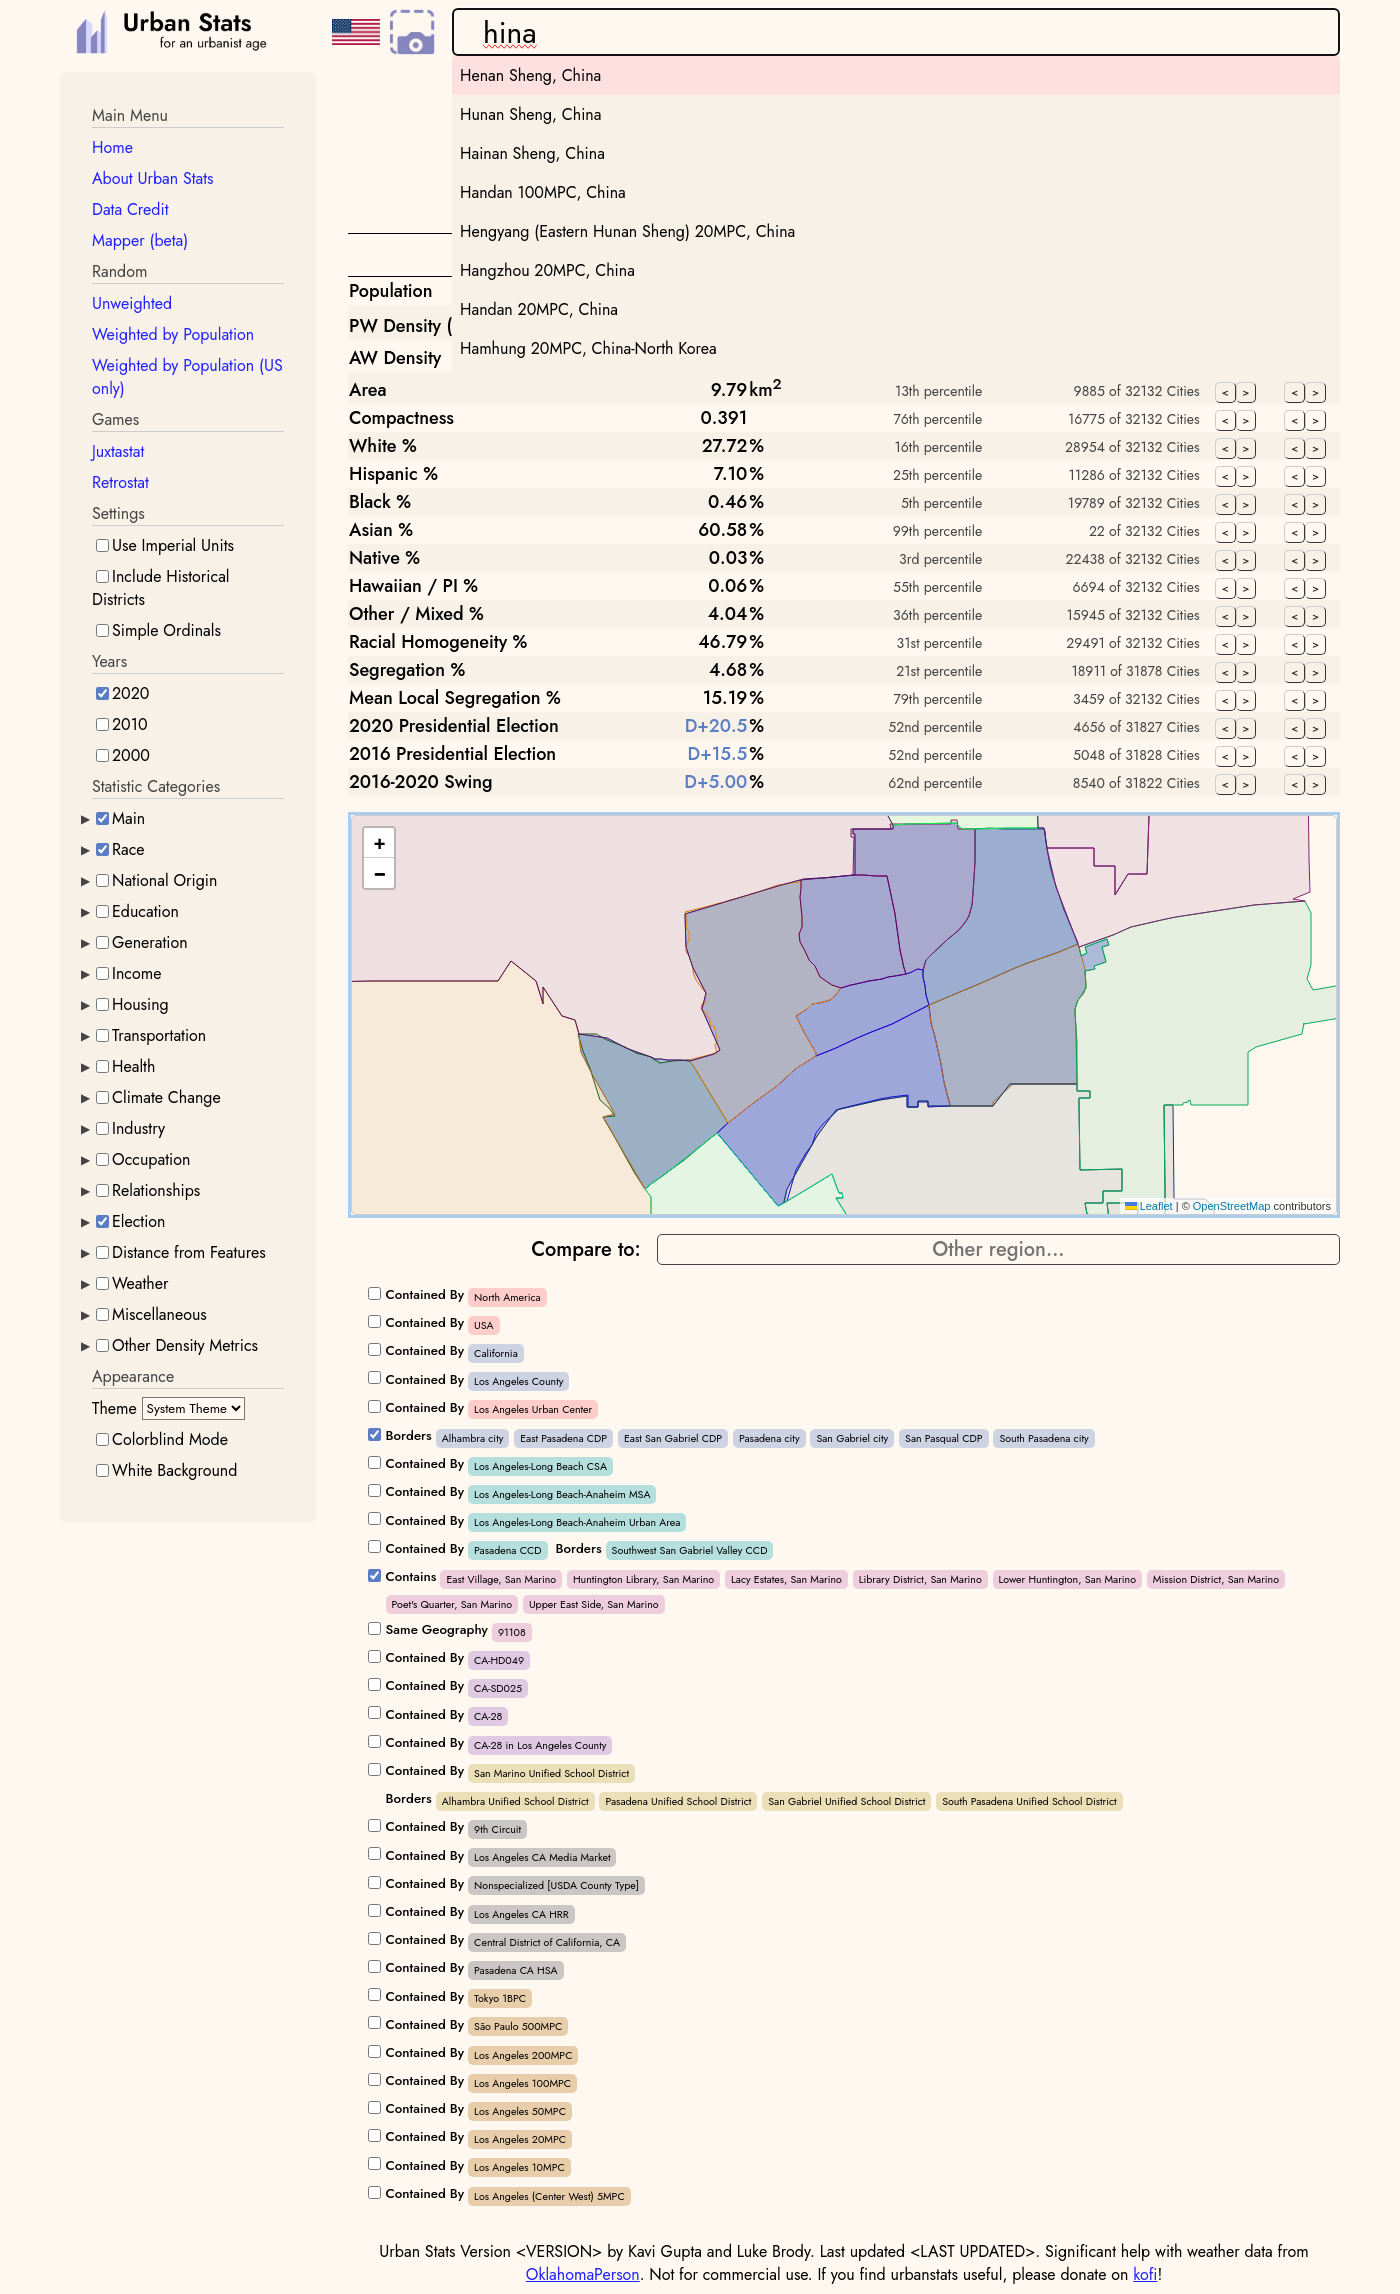 Urban Stats
for an urbanist age
hina
Henan Sheng, China
Hunan Sheng, China
Hainan Sheng, China
Handan 100MPC, China
Hengyang (Eastern Hunan Sheng) 20MPC, China
Hangzhou 20MPC, China
Handan 20MPC, China
Hamhung 20MPC, China-North Korea
Main Menu
Home
About Urban Stats
Data Credit
Mapper (beta)
Random
Unweighted
Weighted by Population
Weighted by Population (US
only)
Games
Juxtastat
Retrostat
Settings
Use Imperial Units
Include Historical
Districts
Simple Ordinals
Years
2020
2010
2000
Statistic Categories
Main
Race
National Origin
Education
Generation
Income
Housing
Transportation
Health
Climate Change
Industry
Occupation
Relationships
Election
Distance from Features
Weather
Miscellaneous
Other Density Metrics
Appearance
Theme System Theme
Colorblind Mode
White Background
Population
PW Density (
AW Density
Area 9.79 km2 13th percentile 9885 of 32132 Cities < > < >
Compactness 0.391 76th percentile 16775 of 32132 Cities < > < >
White % 27.72% 16th percentile 28954 of 32132 Cities < > < >
Hispanic % 7.10% 25th percentile 11286 of 32132 Cities < > < >
Black % 0.46% 5th percentile 19789 of 32132 Cities < > < >
Asian % 60.58% 99th percentile 22 of 32132 Cities < > < >
Native % 0.03% 3rd percentile 22438 of 32132 Cities < > < >
Hawaiian / PI % 0.06% 55th percentile 6694 of 32132 Cities < > < >
Other / Mixed % 4.04% 36th percentile 15945 of 32132 Cities < > < >
Racial Homogeneity % 46.79% 31st percentile 29491 of 32132 Cities < > < >
Segregation % 4.68% 21st percentile 18911 of 31878 Cities < > < >
Mean Local Segregation % 15.19% 79th percentile 3459 of 32132 Cities < > < >
2020 Presidential Election D+20.5% 52nd percentile 4656 of 31827 Cities < > < >
2016 Presidential Election D+15.5% 52nd percentile 5048 of 31828 Cities < > < >
2016-2020 Swing D+5.00% 62nd percentile 8540 of 31822 Cities < > < >
+
−
Leaflet | © OpenStreetMap contributors
Compare to: Other region...
Contained By North America
Contained By USA
Contained By California
Contained By Los Angeles County
Contained By Los Angeles Urban Center
Borders Alhambra city East Pasadena CDP East San Gabriel CDP Pasadena city San Gabriel city San Pasqual CDP South Pasadena city
Contained By Los Angeles-Long Beach CSA
Contained By Los Angeles-Long Beach-Anaheim MSA
Contained By Los Angeles-Long Beach-Anaheim Urban Area
Contained By Pasadena CCD Borders Southwest San Gabriel Valley CCD
Contains East Village, San Marino Huntington Library, San Marino Lacy Estates, San Marino Library District, San Marino Lower Huntington, San Marino Mission District, San Marino
Poet's Quarter, San Marino Upper East Side, San Marino
Same Geography 91108
Contained By CA-HD049
Contained By CA-SD025
Contained By CA-28
Contained By CA-28 in Los Angeles County
Contained By San Marino Unified School District
Borders Alhambra Unified School District Pasadena Unified School District San Gabriel Unified School District South Pasadena Unified School District
Contained By 9th Circuit
Contained By Los Angeles CA Media Market
Contained By Nonspecialized [USDA County Type]
Contained By Los Angeles CA HRR
Contained By Central District of California, CA
Contained By Pasadena CA HSA
Contained By Tokyo 1BPC
Contained By São Paulo 500MPC
Contained By Los Angeles 200MPC
Contained By Los Angeles 100MPC
Contained By Los Angeles 50MPC
Contained By Los Angeles 20MPC
Contained By Los Angeles 10MPC
Contained By Los Angeles (Center West) 5MPC
Urban Stats Version <VERSION> by Kavi Gupta and Luke Brody. Last updated <LAST UPDATED>. Significant help with weather data from
OklahomaPerson. Not for commercial use. If you find urbanstats useful, please donate on kofi!